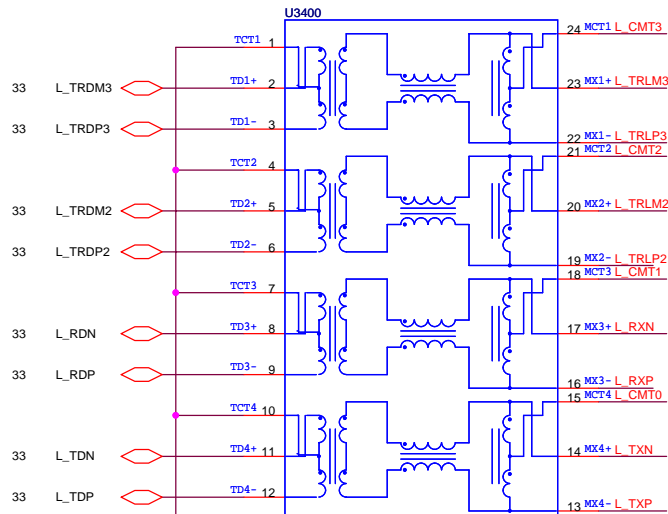 U3400
TCT1 1 24 MCT1 L_CMT3
33 L_TRDM3 TD1+ 2 23 MX1+ L_TRLM3
33 L_TRDP3 TD1- 3 22 MX1- L_TRLP3
TCT2 4 21 MCT2 L_CMT2
33 L_TRDM2 TD2+ 5 20 MX2+ L_TRLM2
33 L_TRDP2 TD2- 6 19 MX2- L_TRLP2
TCT3 7 18 MCT3 L_CMT1
33 L_RDN TD3+ 8 17 MX3+ L_RXN
33 L_RDP TD3- 9 16 MX3- L_RXP
TCT4 10 15 MCT4 L_CMT0
33 L_TDN TD4+ 11 14 MX4+ L_TXN
33 L_TDP TD4- 12 13 MX4- L_TXP